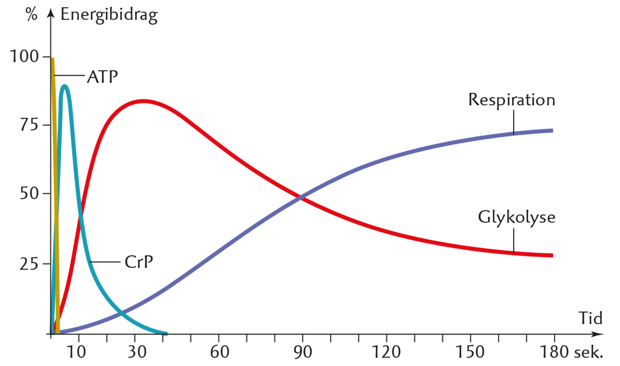 % Energibidrag
100
ATP
Respiration
75
50
Glykolyse
25
CrP
Tid
10 30 60 90 120 150 180 sek.